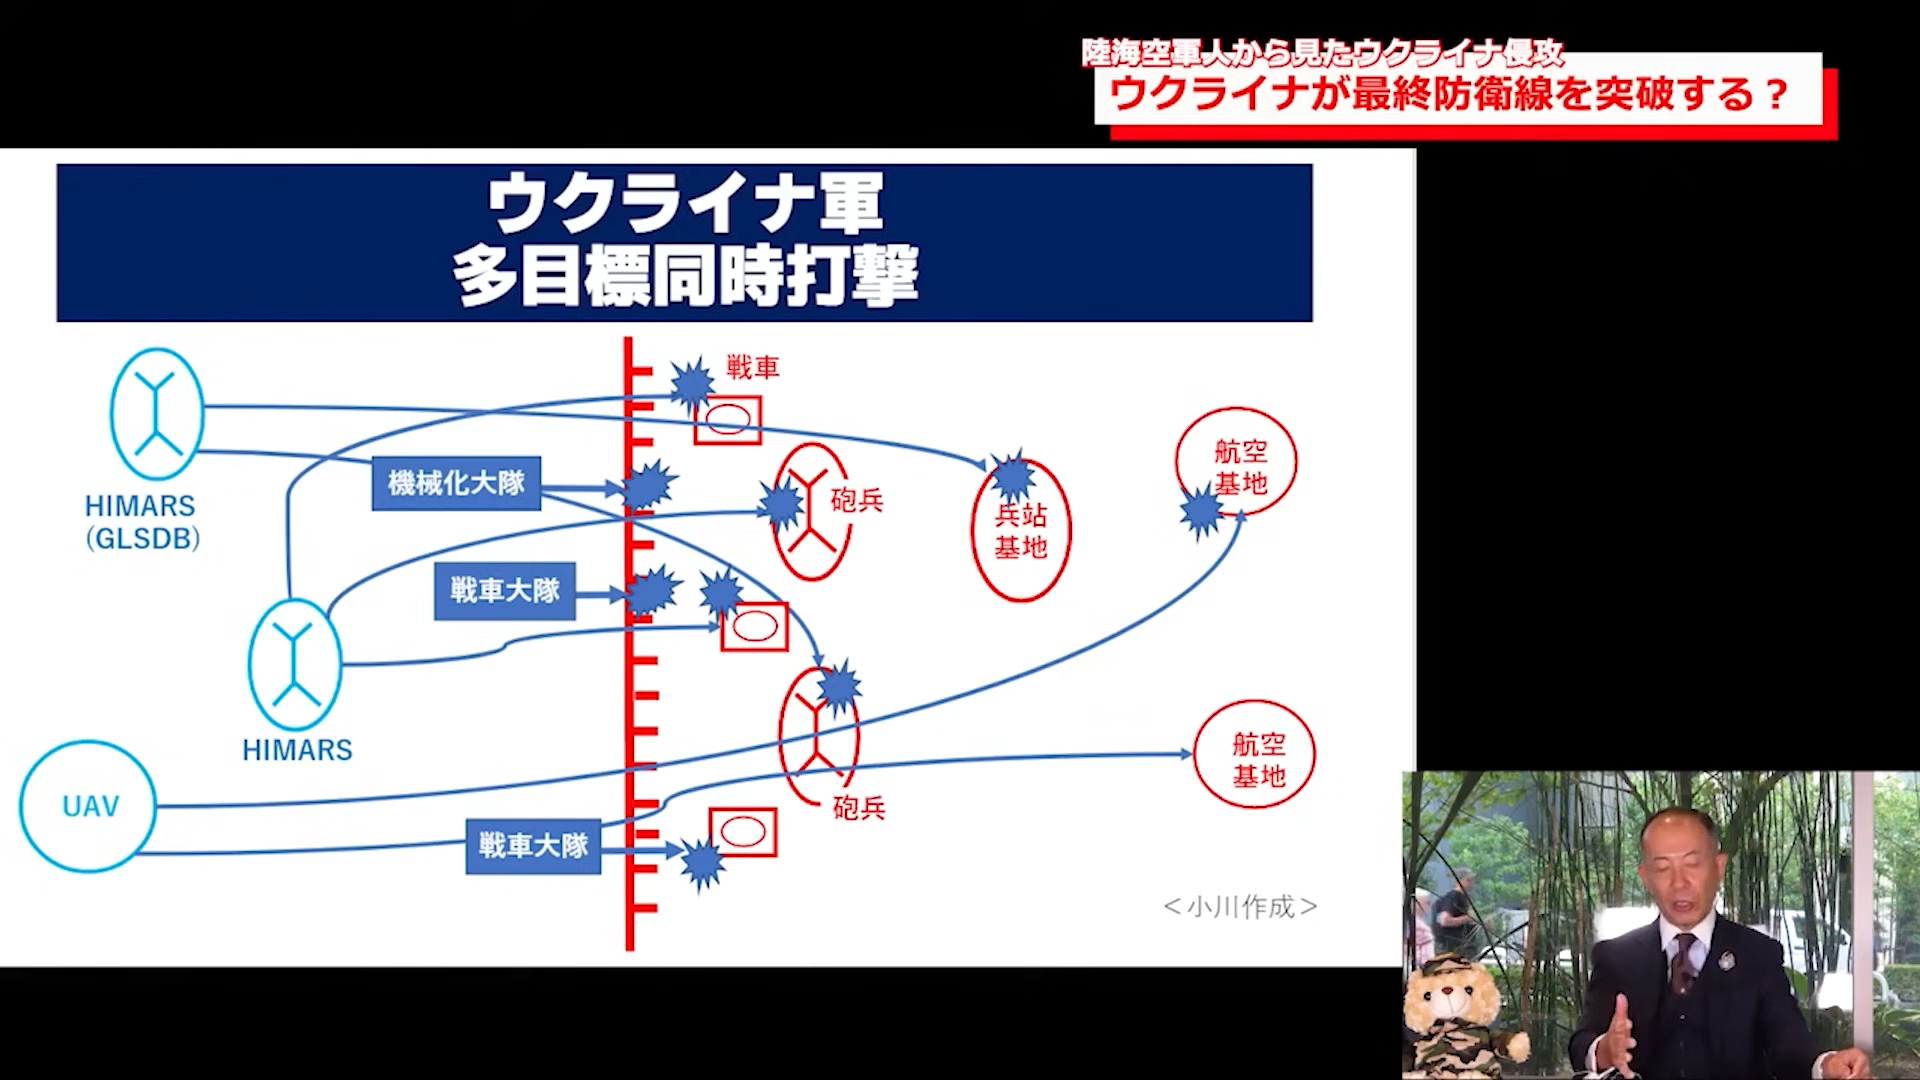 陸海空軍人から見たウクライナ侵攻
ウクライナが最終防衛線を突破する？
ウクライナ軍
多目標同時打撃
戦車
機械化大隊
HIMARS
(GLSDB)
砲兵
兵站
基地
航空
基地
戦車大隊
HIMARS
UAV
砲兵
戦車大隊
航空
基地
＜小川作成＞